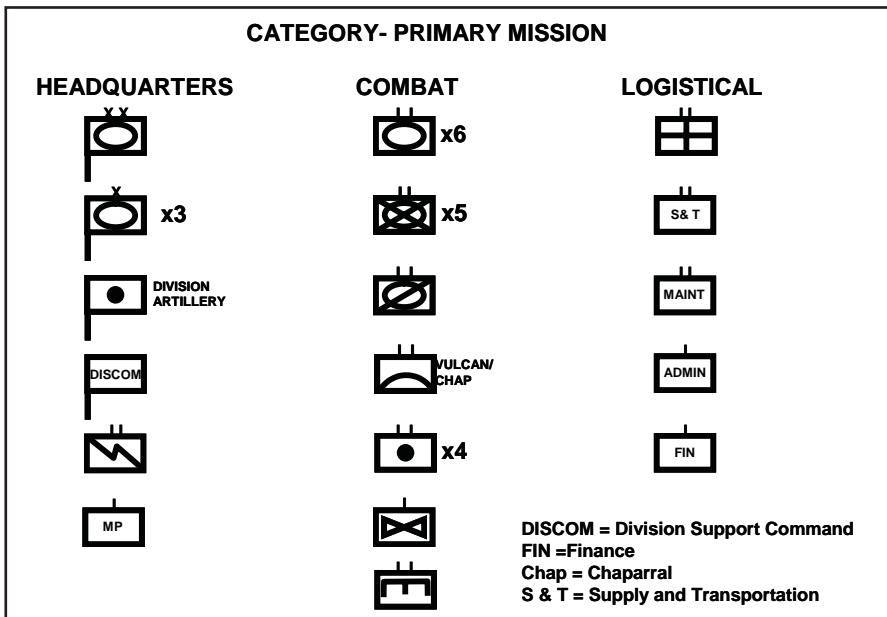 CATEGORY- PRIMARY MISSION
HEADQUARTERS
COMBAT
LOGISTICAL
X X
x6
X
x3
x5
S& T
DIVISION
ARTILLERY
MAINT
DISCOM
VULCAN/
CHAP
ADMIN
x4
FIN
MP
DISCOM = Division Support Command
FIN =Finance
Chap = Chaparral
S & T = Supply and Transportation